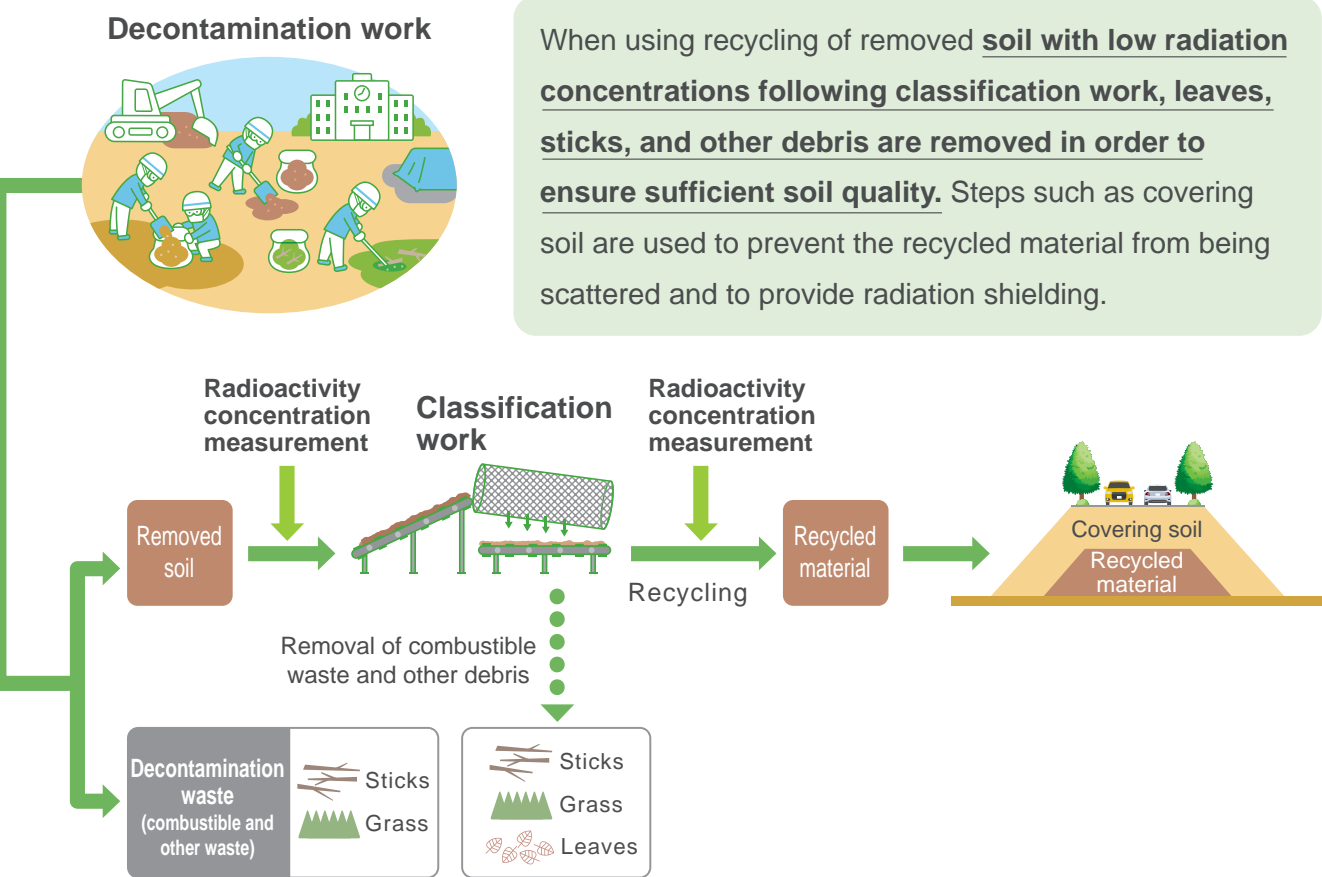 Decontamination work
When using recycling of removed soil with low radiation
concentrations following classification work, leaves,
sticks, and other debris are removed in order to
ensure sufficient soil quality. Steps such as covering
soil are used to prevent the recycled material from being
scattered and to provide radiation shielding.
Radioactivity
concentration
measurement
Classification
work
Radioactivity
concentration
measurement
Removed
soil
Recycling
Recycled
material
Covering soil
Recycled
material
Removal of combustible
waste and other debris
Decontamination
waste
(combustible and
other waste)
Sticks
Grass
Sticks
Grass
Leaves